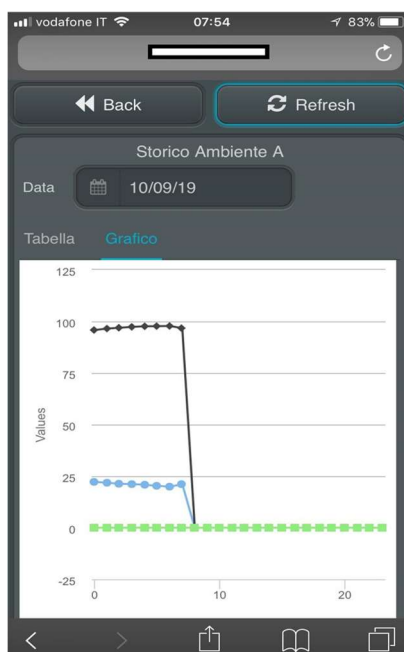 vodafone IT 07:54 83%
Back Refresh
Storico Ambiente A
Data 10/09/19
Tabella Grafico
125
100
75
50
25
0
-25
Values
0 10 20